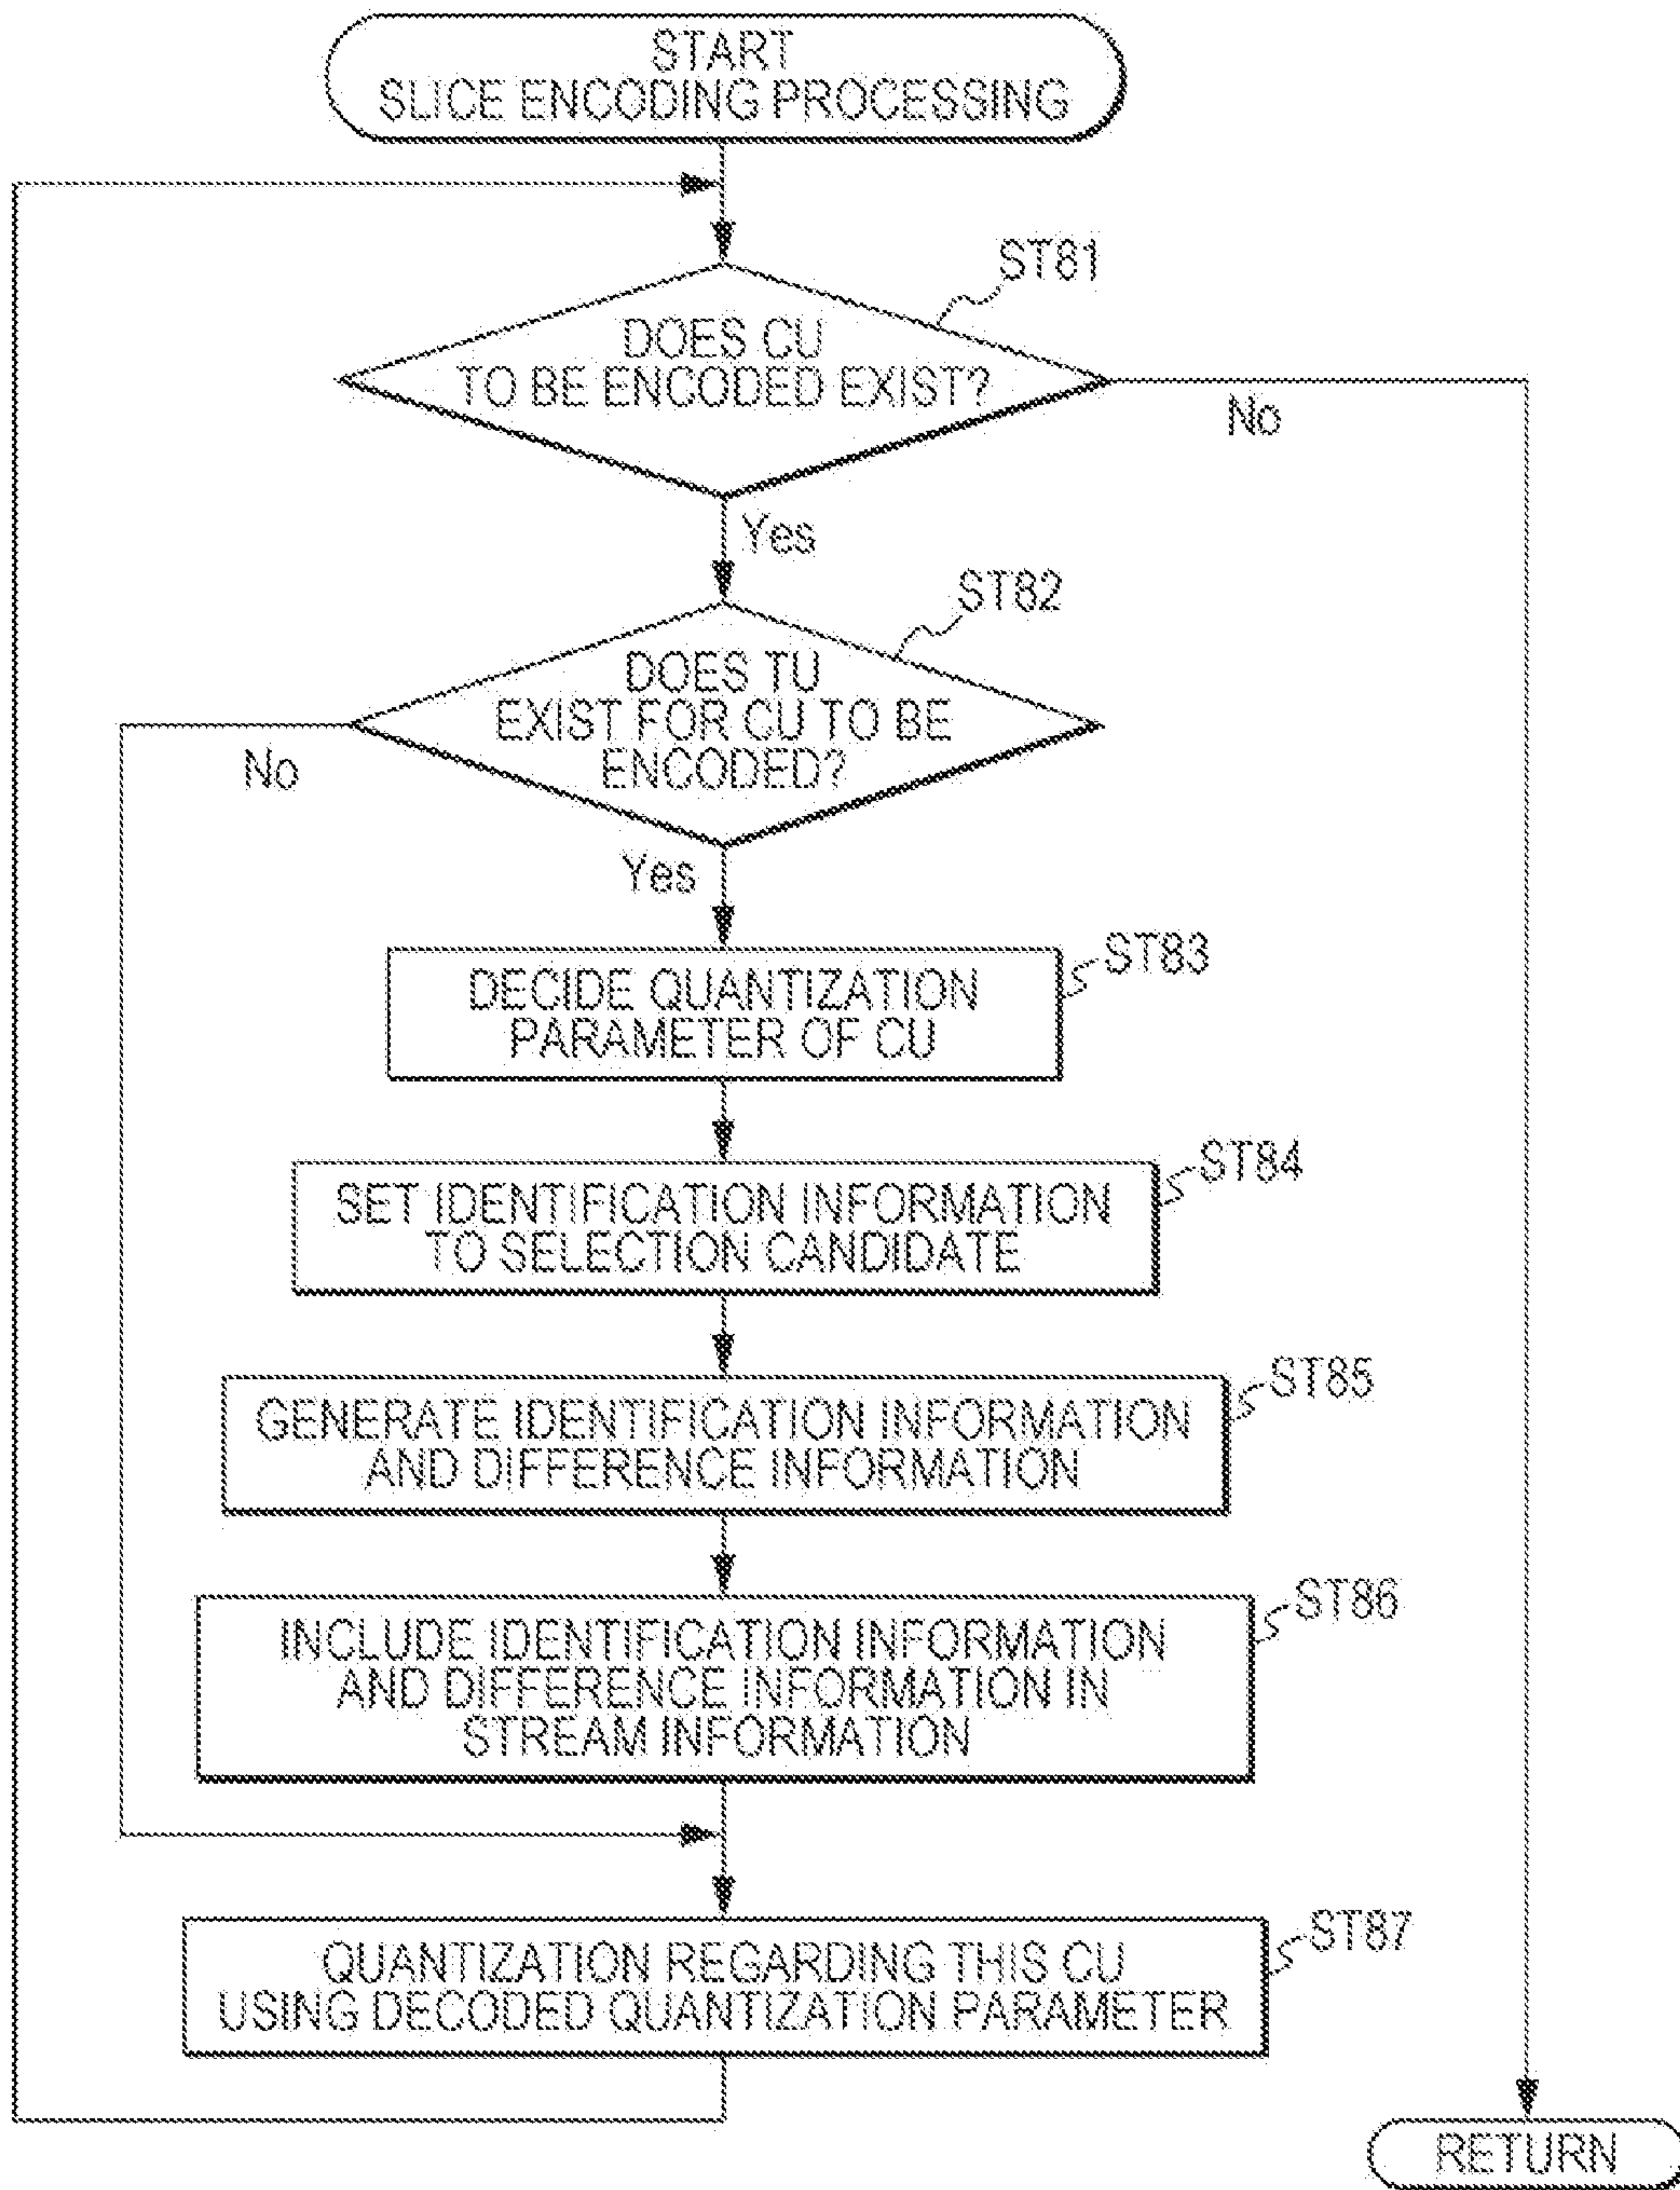 START
SLICE ENCODING PROCESSING
ST81
DOES CU
TO BE ENCODED EXIST?
No
Yes
ST82
DOES TU
EXIST FOR CU TO BE
ENCODED?
No
Yes
ST83
DECIDE QUANTIZATION
PARAMETER OF CU
ST84
SET IDENTIFICATION INFORMATION
TO SELECTION CANDIDATE
ST85
GENERATE IDENTIFICATION INFORMATION
AND DIFFERENCE INFORMATION
ST86
INCLUDE IDENTIFICATION INFORMATION
AND DIFFERENCE INFORMATION IN
STREAM INFORMATION
ST87
QUANTIZATION REGARDING THIS CU
USING DECODED QUANTIZATION PARAMETER
RETURN